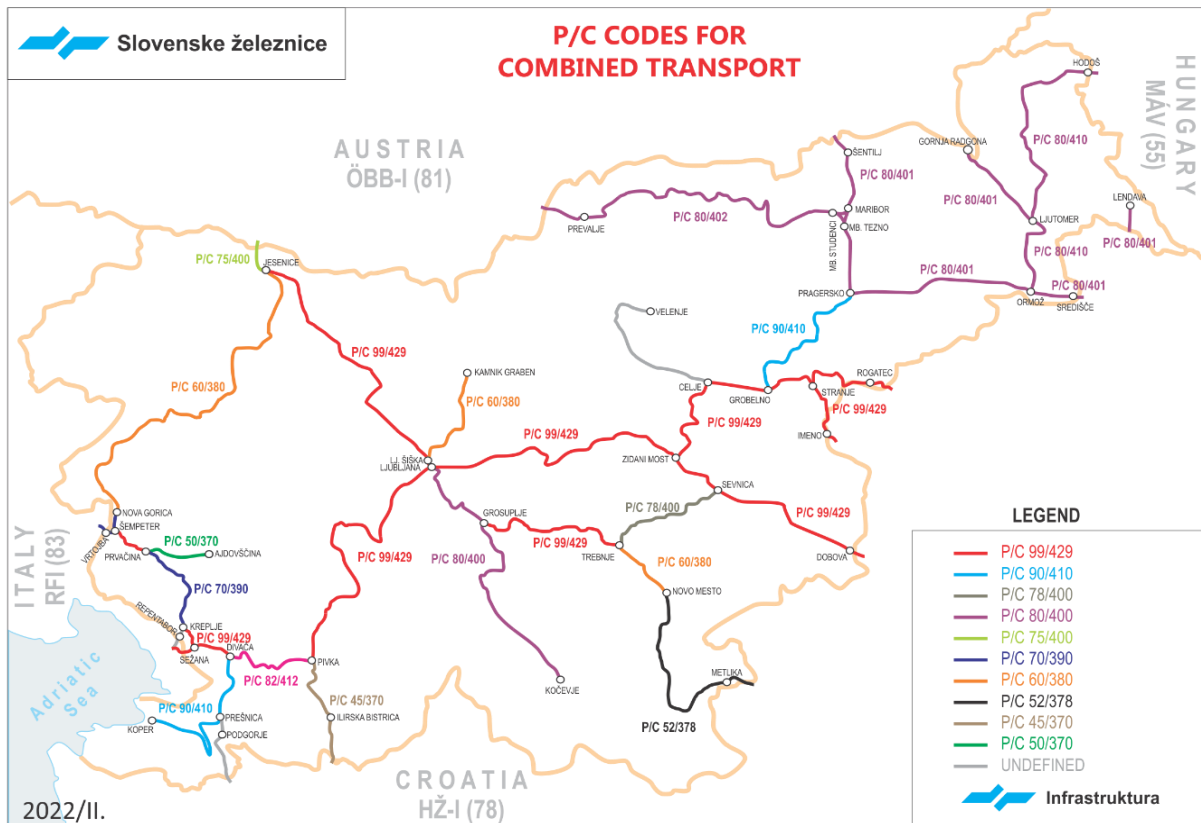 Slovenske železnice
P/C CODES FOR
COMBINED TRANSPORT
AUSTRIA
ÖBB-I (81)
HUNGARY
MÁV (55)
HODOŠ
P/C 80/410
GORNJA RADGONA
ŠENTILJ
P/C 80/401
P/C 80/401
LENDAVA
P/C 80/401
MARIBOR
MB. TEZNO
MB. STUDENCI
P/C 80/402
PREVALJE
LJUTOMER
P/C 80/410
P/C 75/400
JESENICE
P/C 80/401
P/C 80/401
PRAGERSKO
ORMOŽ
SREDIŠČE
VELENJE
P/C 90/410
P/C 99/429
KAMNIK GRABEN
P/C 60/380
P/C 60/380
CELJE
GROBELNO
ROGATEC
STRANJE
P/C 99/429
IMENO
P/C 99/429
P/C 99/429
LJ. ŠIŠKA
LJUBLJANA
ZIDANI MOST
SEVNICA
P/C 78/400
P/C 99/429
DOBOVA
NOVA GORICA
ŠEMPETER
VRTOJBA
PRVAČINA
P/C 50/370
AJDOVŠČINA
GROSUPLJE
P/C 99/429
TREBNJE
P/C 60/380
P/C 99/429
P/C 80/400
ITALY
RFI (83)
P/C 70/390
NOVO MESTO
REPENTABOR
KREPLJE
P/C 99/429
SEŽANA
DIVAČA
P/C 82/412
PIVKA
KOČEVJE
METLIKA
P/C 52/378
Adriatic
Sea
P/C 90/410
KOPER
PREŠNICA
PODGORJE
P/C 45/370
ILIRSKA BISTRICA
CROATIA
HŽ-I (78)
LEGEND
P/C 99/429
P/C 90/410
P/C 78/400
P/C 80/400
P/C 75/400
P/C 70/390
P/C 60/380
P/C 52/378
P/C 45/370
P/C 50/370
UNDEFINED
Infrastruktura
2022/II.